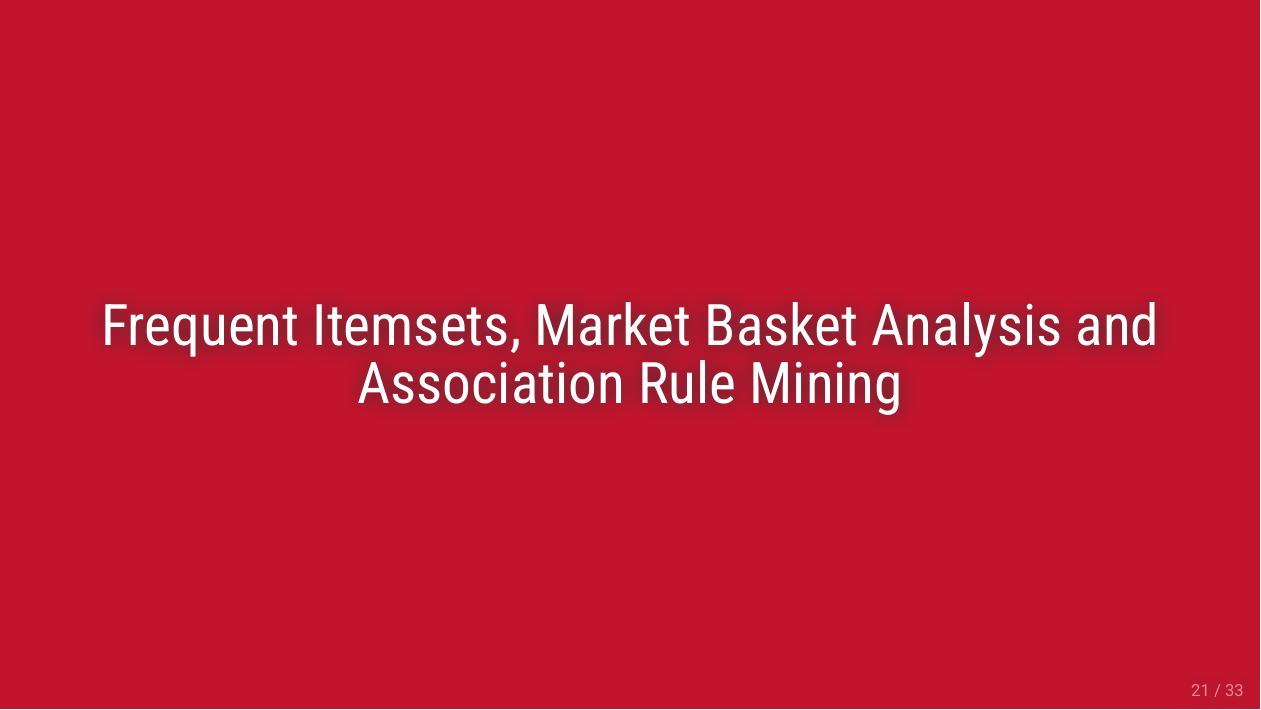 Frequent Itemsets, Market Basket Analysis and
Association Rule Mining
21 / 33